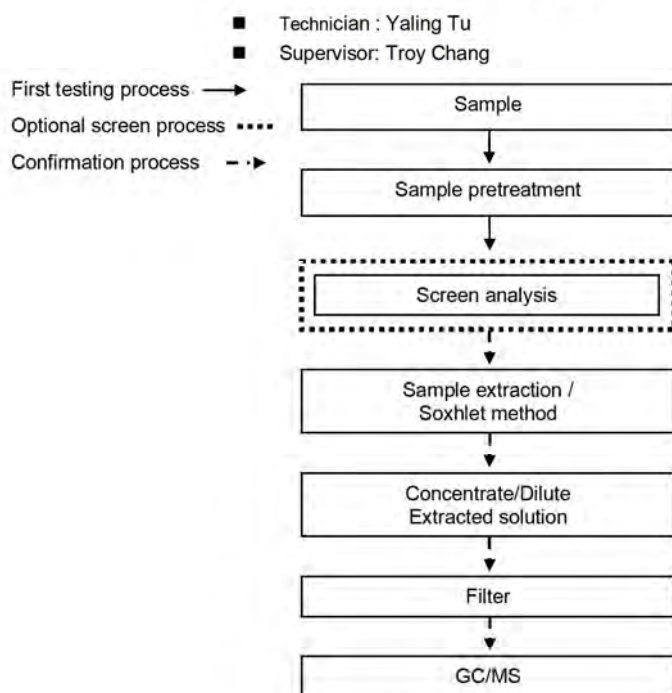 Technician : Yaling Tu
Supervisor: Troy Chang
First testing process
Optional screen process
Confirmation process
Sample
Sample pretreatment
Screen analysis
Sample extraction /
Soxhlet method
Concentrate/Dilute
Extracted solution
Filter
GC/MS